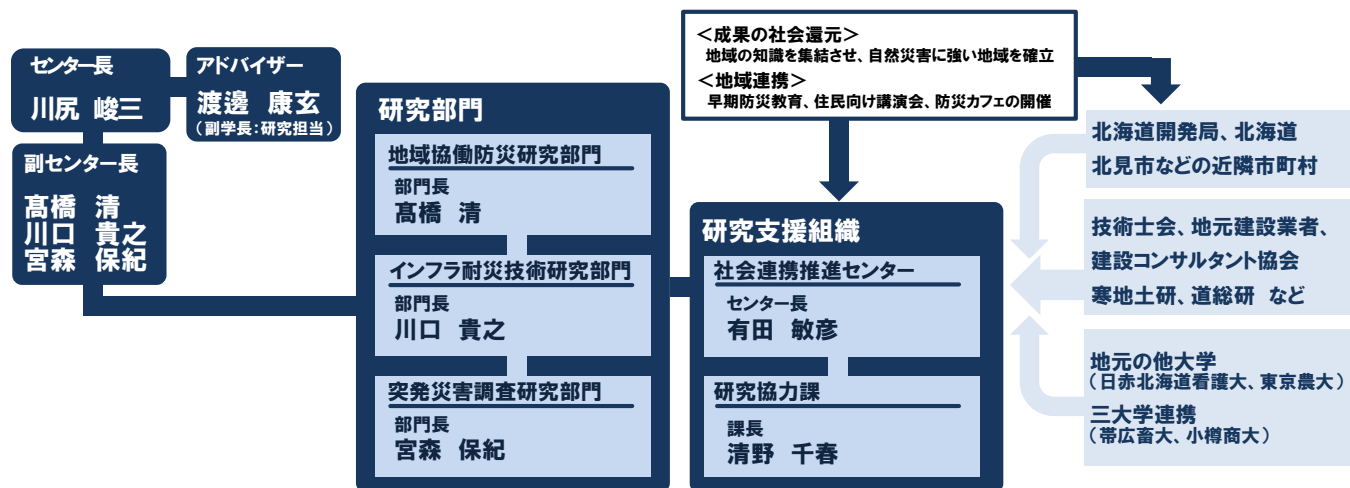 センター長
川尻 峻三
アドバイザー
渡邊 康玄
（副学長：研究担当）
副センター長
髙橋 清
川口 貴之
宮森 保紀
研究部門
地域協働防災研究部門
部門長
髙橋 清
インフラ耐災技術研究部門
部門長
川口 貴之
突発災害調査研究部門
部門長
宮森 保紀
＜成果の社会還元＞
地域の知識を集結させ、自然災害に強い地域を確立
＜地域連携＞
早期防災教育、住民向け講演会、防災カフェの開催
研究支援組織
社会連携推進センター
センター長
有田 敏彦
研究協力課
課長
清野 千春
北海道開発局、北海道
北見市などの近隣市町村
技術士会、地元建設業者、
建設コンサルタント協会
寒地土研、道総研 など
地元の他大学
（日赤北海道看護大、東京農大）
三大学連携
（帯広畜大、小樽商大）